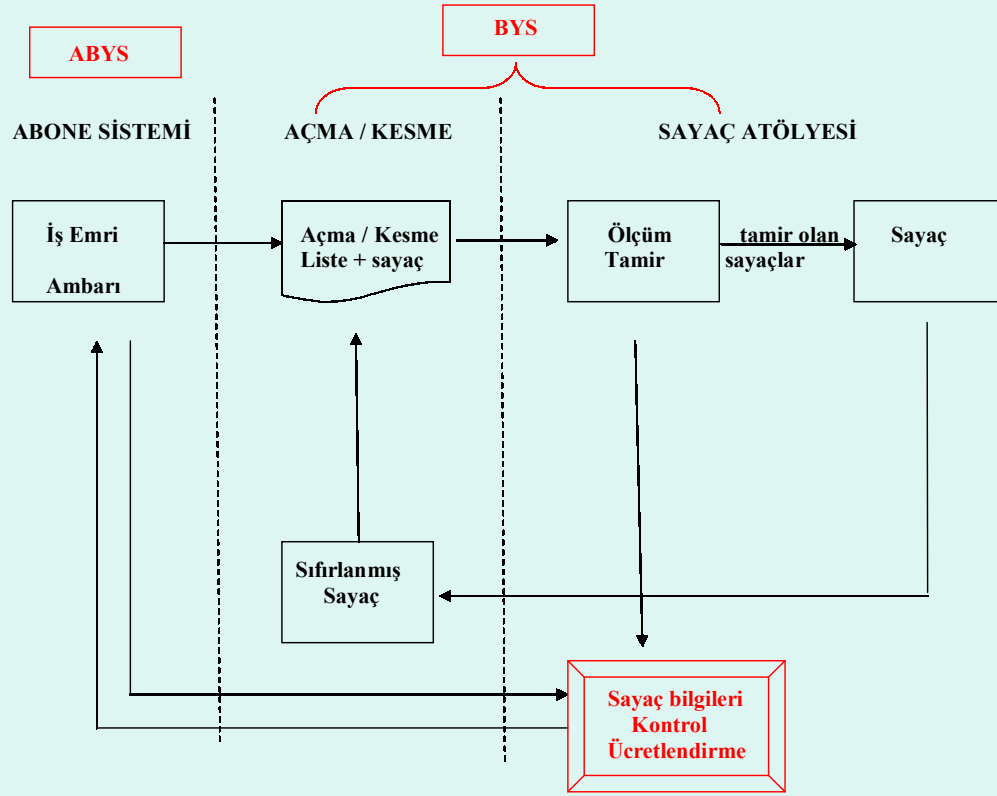 ABYS
BYS
ABONE SİSTEMİ
AÇMA / KESME
SAYAÇ ATÖLYESİ
İş Emri
Ambarı
Açma / Kesme
Liste + sayaç
Ölçüm
Tamir
tamir olan
sayaçlar
Sayaç
Sıfırlanmış
Sayaç
Sayaç bilgileri
Kontrol
Ücretlendirme